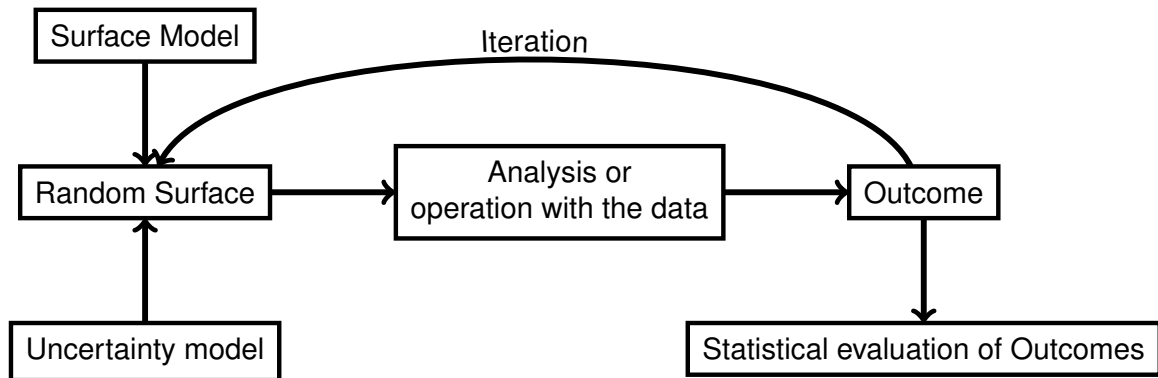 Surface Model
Iteration
Random Surface
Analysis or
operation with the data
Outcome
Uncertainty model
Statistical evaluation of Outcomes